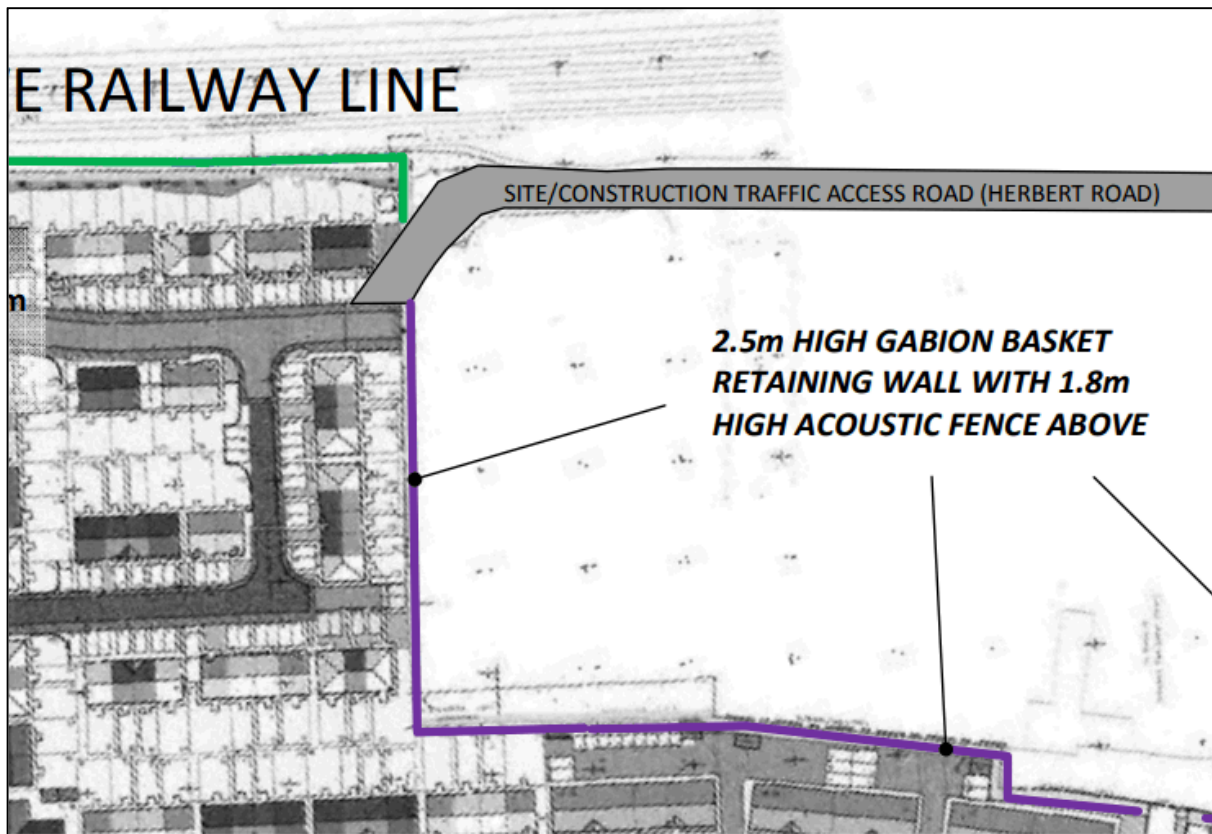 E RAILWAY LINE
SITE/CONSTRUCTION TRAFFIC ACCESS ROAD (HERBERT ROAD)
m
2.5m HIGH GABION BASKET
RETAINING WALL WITH 1.8m
HIGH ACOUSTIC FENCE ABOVE